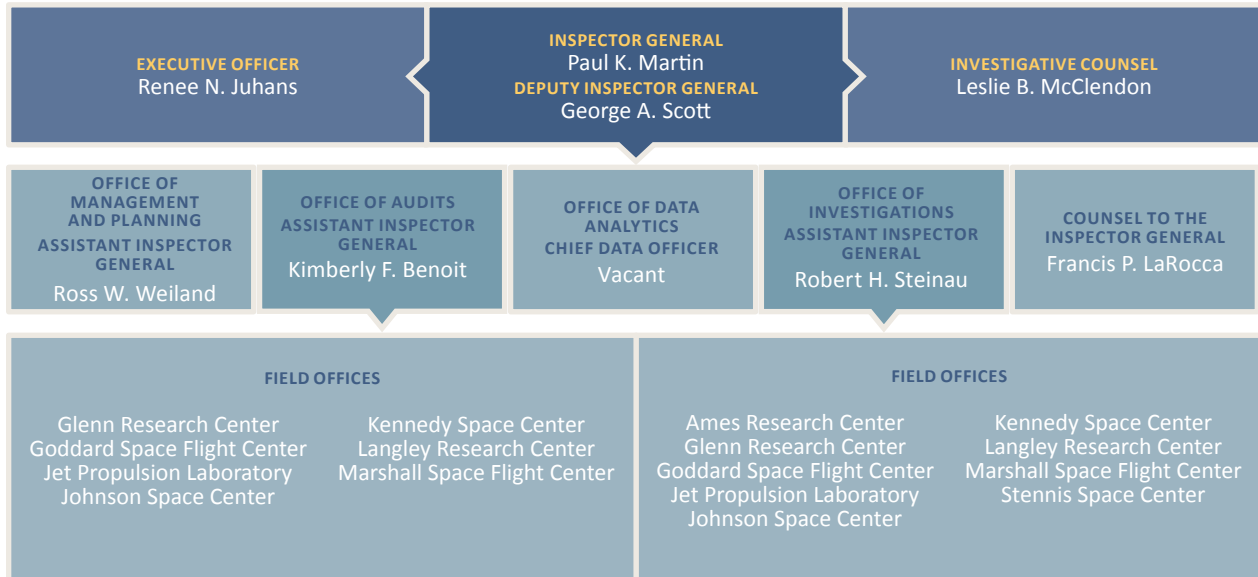 EXECUTIVE OFFICER
Renee N. Juhans
INSPECTOR GENERAL
Paul K. Martin
DEPUTY INSPECTOR GENERAL
George A. Scott
INVESTIGATIVE COUNSEL
Leslie B. McClendon
OFFICE OF
MANAGEMENT
AND PLANNING
ASSISTANT INSPECTOR
GENERAL
Ross W. Weiland
OFFICE OF AUDITS
ASSISTANT INSPECTOR
GENERAL
Kimberly F. Benoit
OFFICE OF DATA
ANALYTICS
CHIEF DATA OFFICER
Vacant
OFFICE OF
INVESTIGATIONS
ASSISTANT INSPECTOR
GENERAL
Robert H. Steinau
COUNSEL TO THE
INSPECTOR GENERAL
Francis P. LaRocca
FIELD OFFICES
Glenn Research Center
Goddard Space Flight Center
Jet Propulsion Laboratory
Johnson Space Center
Kennedy Space Center
Langley Research Center
Marshall Space Flight Center
FIELD OFFICES
Ames Research Center
Glenn Research Center
Goddard Space Flight Center
Jet Propulsion Laboratory
Johnson Space Center
Kennedy Space Center
Langley Research Center
Marshall Space Flight Center
Stennis Space Center